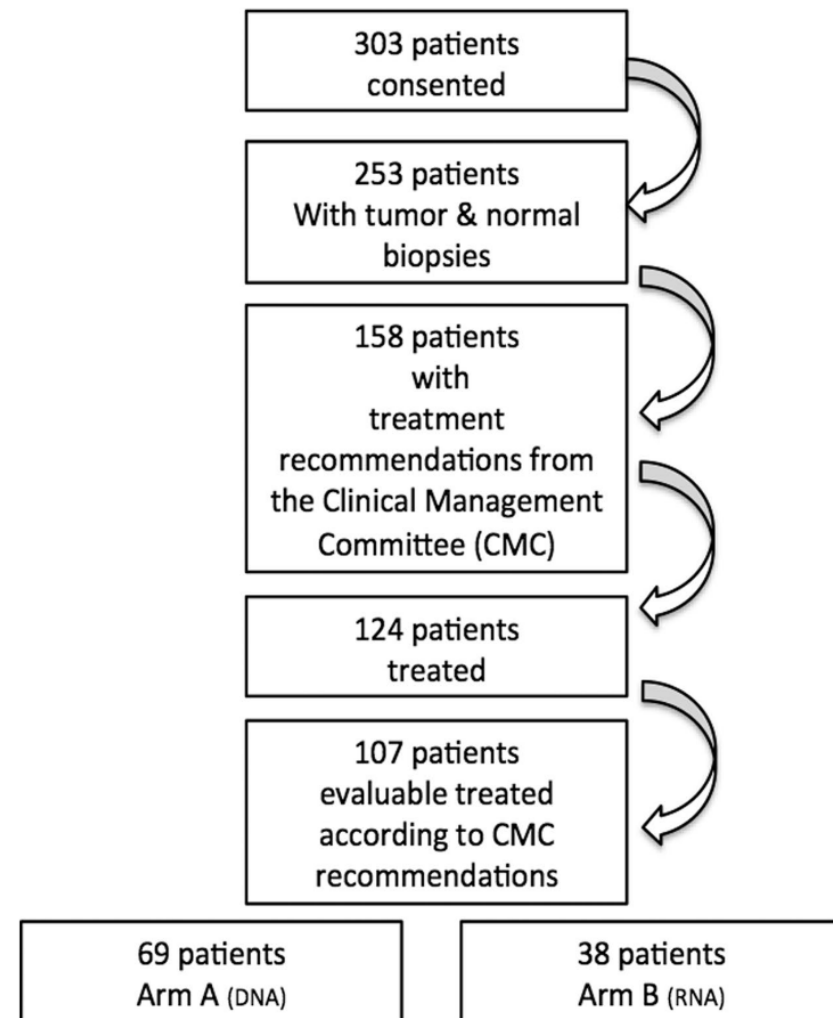 303 patients
consented
253 patients
With tumor & normal
biopsies
158 patients
with
treatment
recommendations from
the Clinical Management
Committee (CMC)
124 patients
treated
107 patients
evaluable treated
according to CMC
recommendations
69 patients
Arm A (DNA)
38 patients
Arm B (RNA)